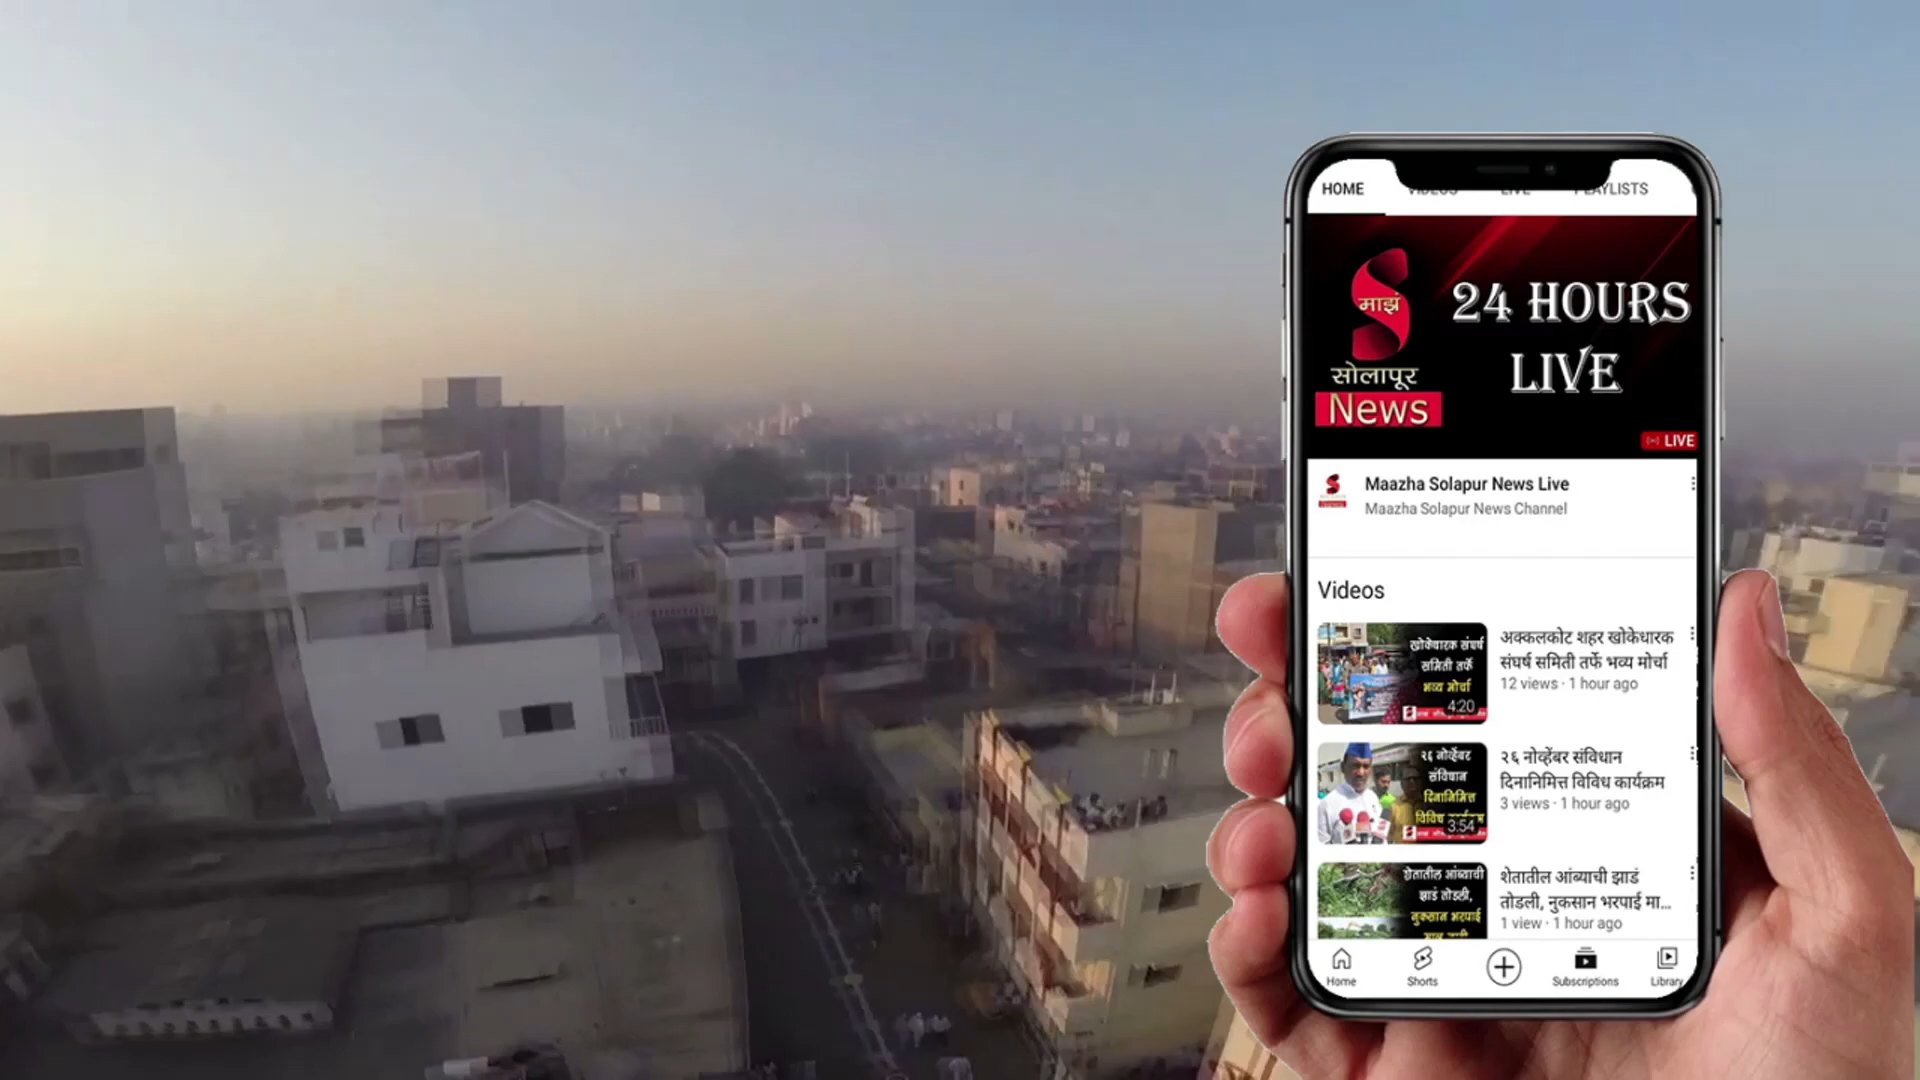 HOME VIDEOS LIVE PLAYLISTS
माझं
सोलापूर
News
24 HOURS
LIVE
LIVE
Maazha Solapur News Live
Maazha Solapur News Channel
Videos
खोकेधारक संघर्ष
समिती तर्फे
भव्य मोर्चा
4:20
अक्कलकोट शहर खोकेधारक
संघर्ष समिती तर्फे भव्य मोर्चा
12 views · 1 hour ago
२६ नोव्हेंबर
संविधान
दिनानिमित्त
विविध
3:54
२६ नोव्हेंबर संविधान
दिनानिमित्त विविध कार्यक्रम
3 views · 1 hour ago
शेतातील आंब्याची
झाडं तोडली,
नुकसान भरपाई
शेतातील आंब्याची झाडं
तोडली, नुकसान भरपाई मा...
1 view · 1 hour ago
Home
Shorts
Subscriptions
Library